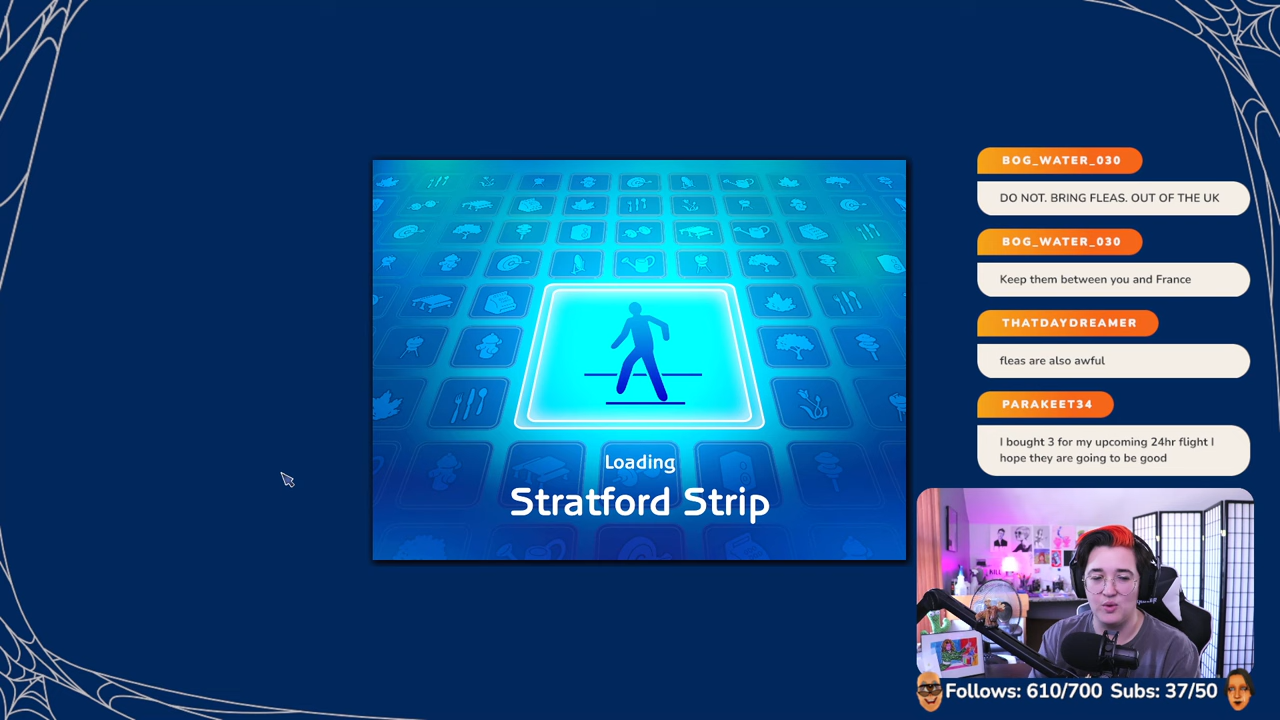 BOG_WATER_030
DO NOT. BRING FLEAS. OUT OF THE UK
BOG_WATER_030
Keep them between you and France
THATDAYDREAMER
fleas are also awful
PARAKEET34
I bought 3 for my upcoming 24hr flight I
hope they are going to be good
Loading
Stratford Strip
Follows: 610/700 Subs: 37/50